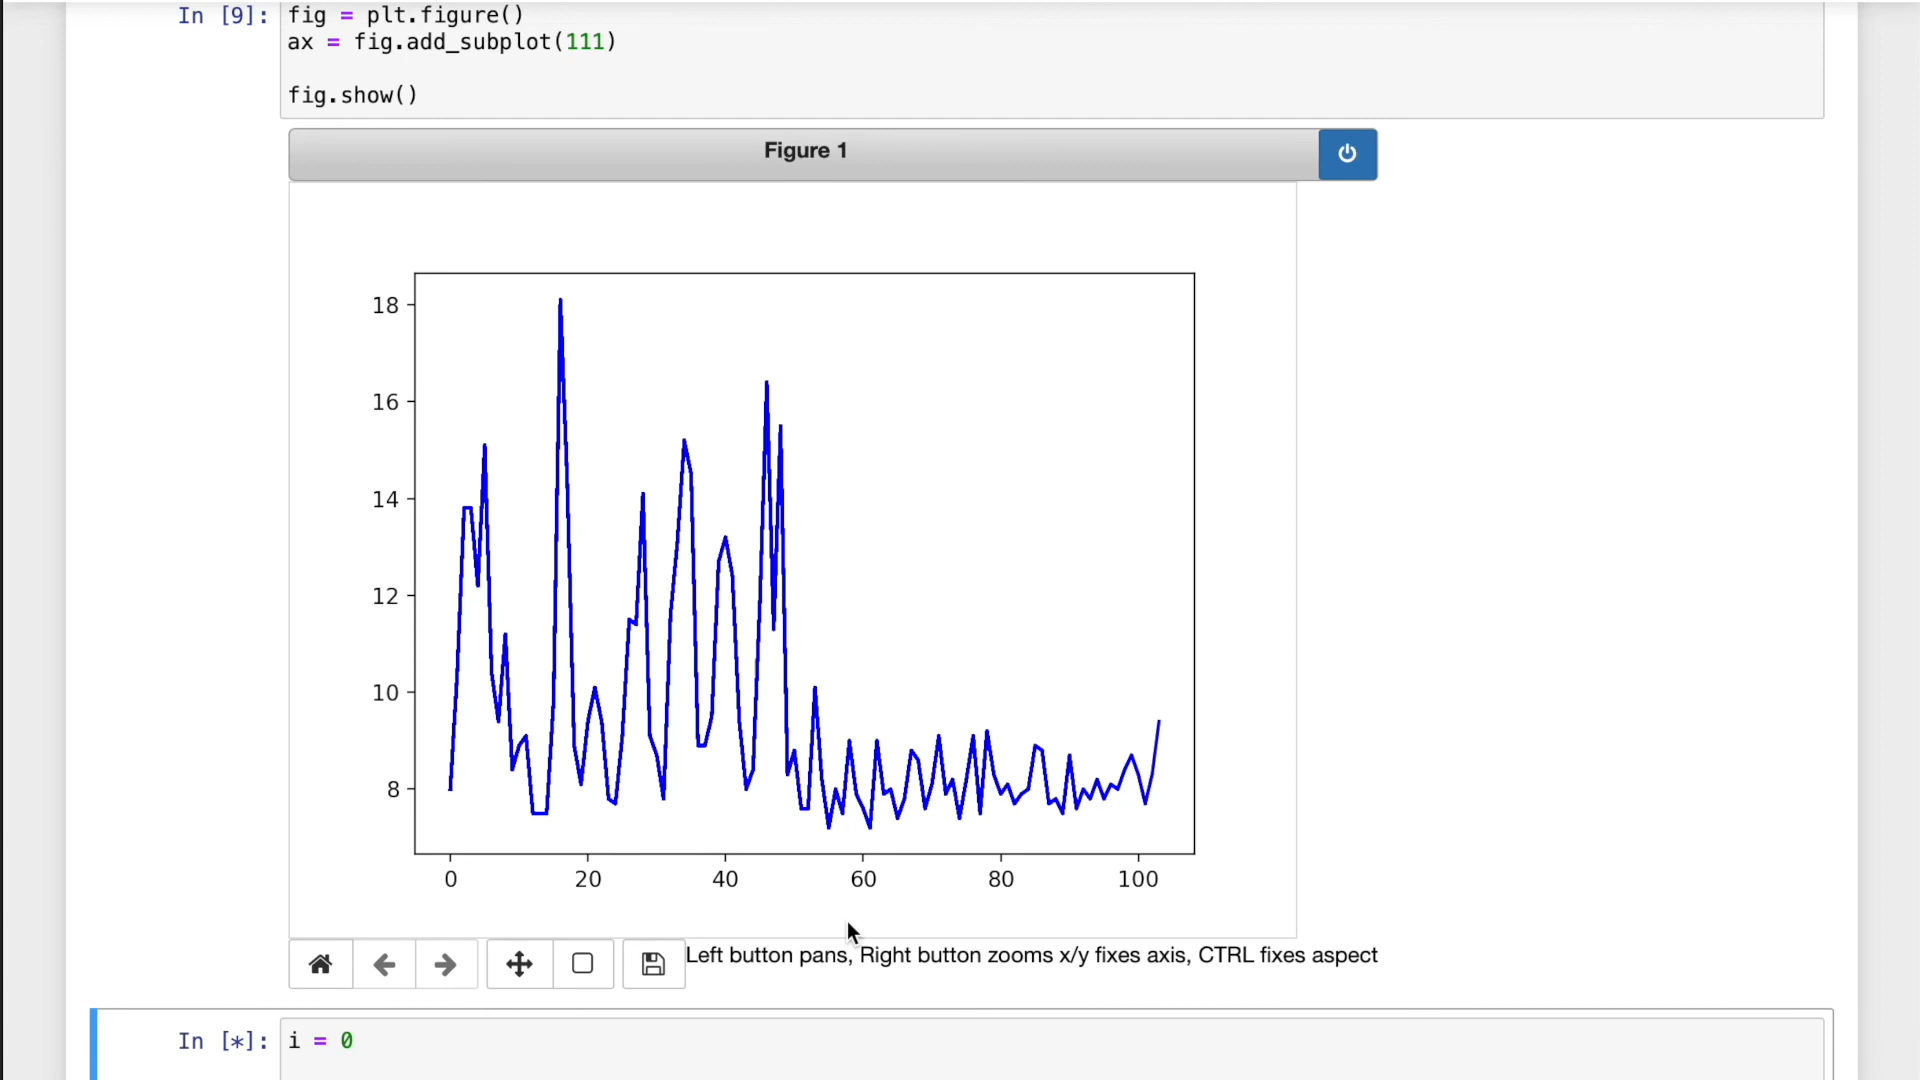 In [9]: fig = plt.figure()
ax = fig.add_subplot(111)
fig.show()
Figure 1
18
16
14
12
10
8
0 20 40 60 80 100
Left button pans, Right button zooms x/y fixes axis, CTRL fixes aspect
In [*]: i = 0